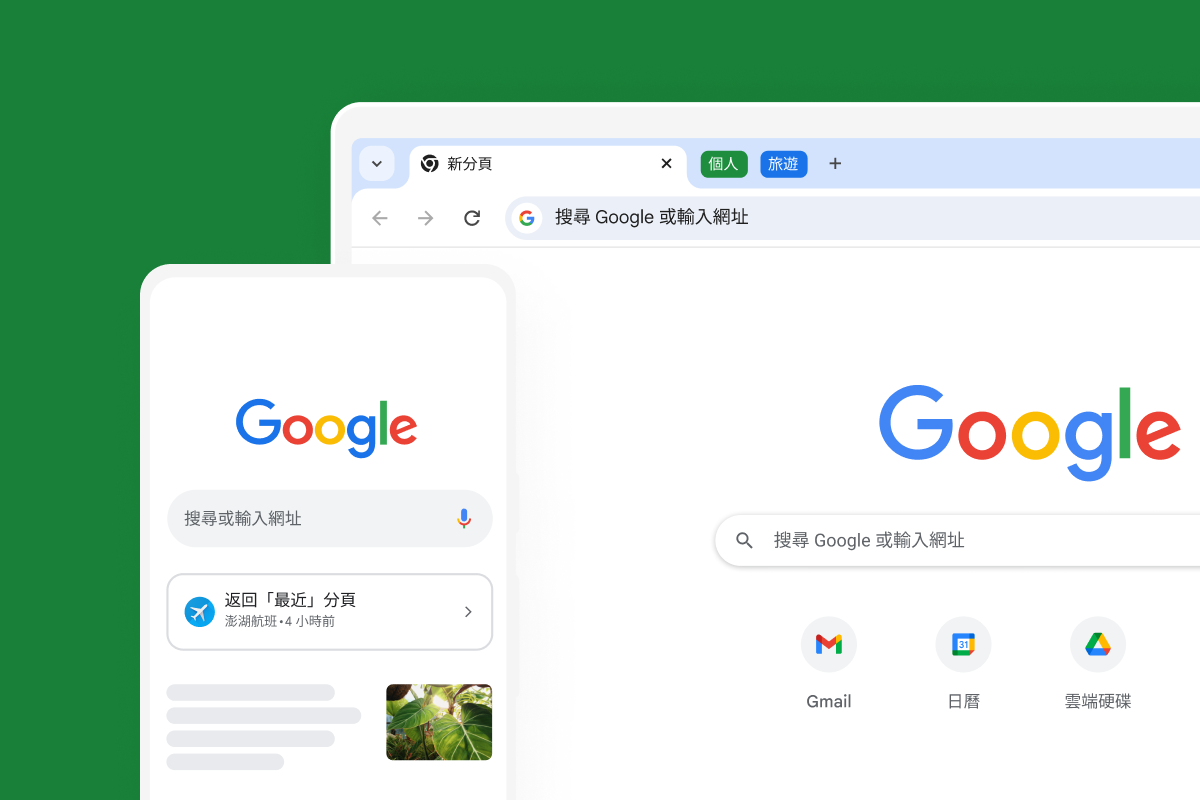 新分頁
個人
旅遊
搜尋 Google 或輸入網址
Google
搜尋 Google 或輸入網址
Gmail
31
日曆
雲端硬碟
Google
搜尋或輸入網址
返回「最近」分頁
澎湖航班•4 小時前